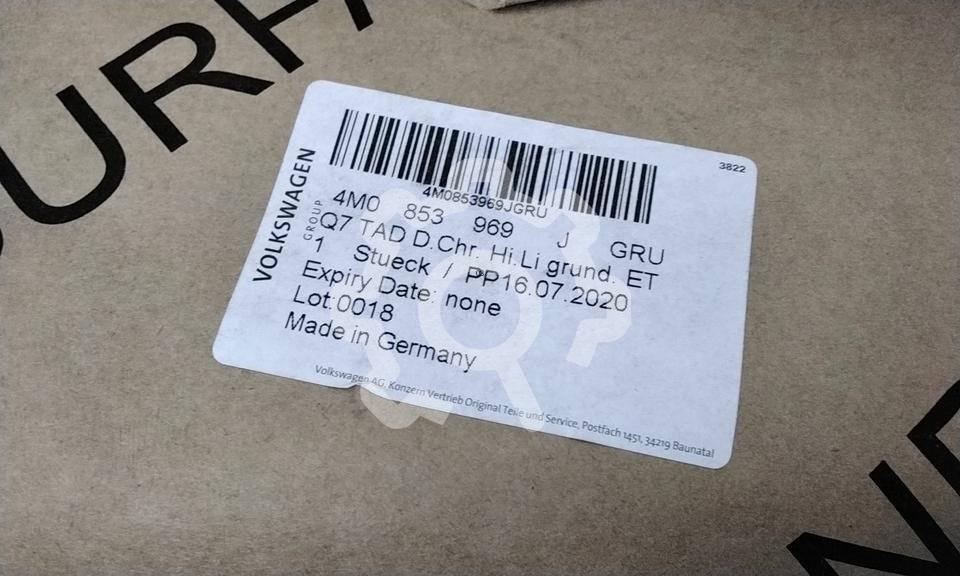 URHA
3822
VOLKSWAGEN
GROUP
4M0853969JGRU
4M0 853 969 J GRU
Q7 TAD D.Chr. Hi.Li grund. ET
1 Stueck / PP16.07.2020
Expiry Date: none
Lot:0018
Made in Germany
Volkswagen AG, Konzern Vertrieb Original Teile und Service, Postfach 1451, 34219 Baunatal